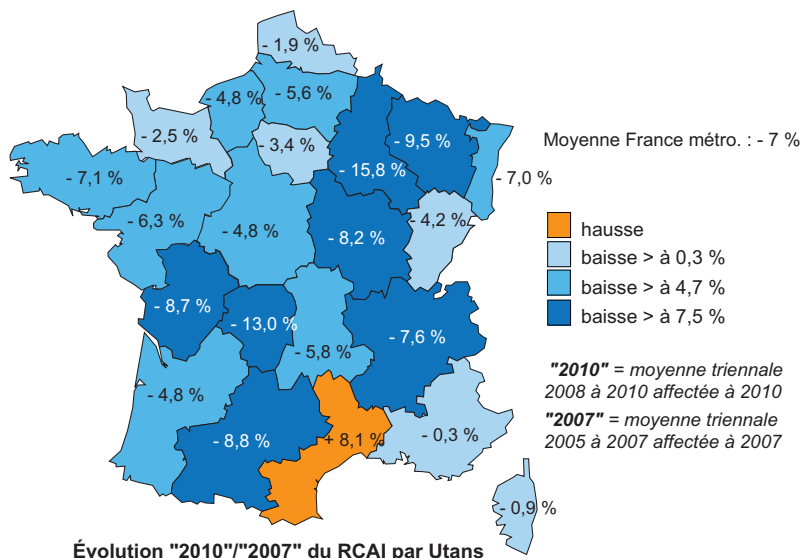 - 1,9 %
- 4,8 %
- 5,6 %
- 2,5 %
- 3,4 %
- 9,5 %
- 15,8 %
- 7,0 %
- 7,1 %
- 6,3 %
- 4,8 %
- 8,2 %
- 4,2 %
- 8,7 %
- 13,0 %
- 5,8 %
- 7,6 %
- 4,8 %
- 8,8 %
+ 8,1 %
- 0,3 %
- 0,9 %
Moyenne France métro. : - 7 %
hausse
baisse > à 0,3 %
baisse > à 4,7 %
baisse > à 7,5 %
"2010" = moyenne triennale
2008 à 2010 affectée à 2010
"2007" = moyenne triennale
2005 à 2007 affectée à 2007
Évolution "2010"/"2007" du RCAI par Utans